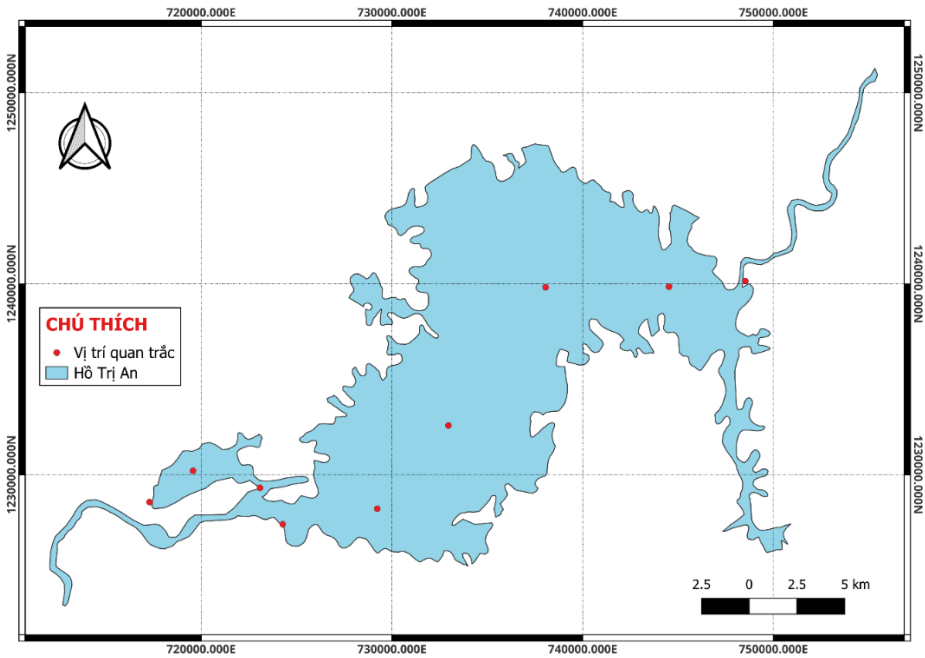 720000.000E 730000.000E 740000.000E 750000.000E
1250000.000N 1250000.000N
1240000.000N 1240000.000N
CHÚ THÍCH
Vị trí quan trắc
Hồ Trị An
1230000.000N 1230000.000N
2.5 0 2.5 5 km
720000.000E 730000.000E 740000.000E 750000.000E